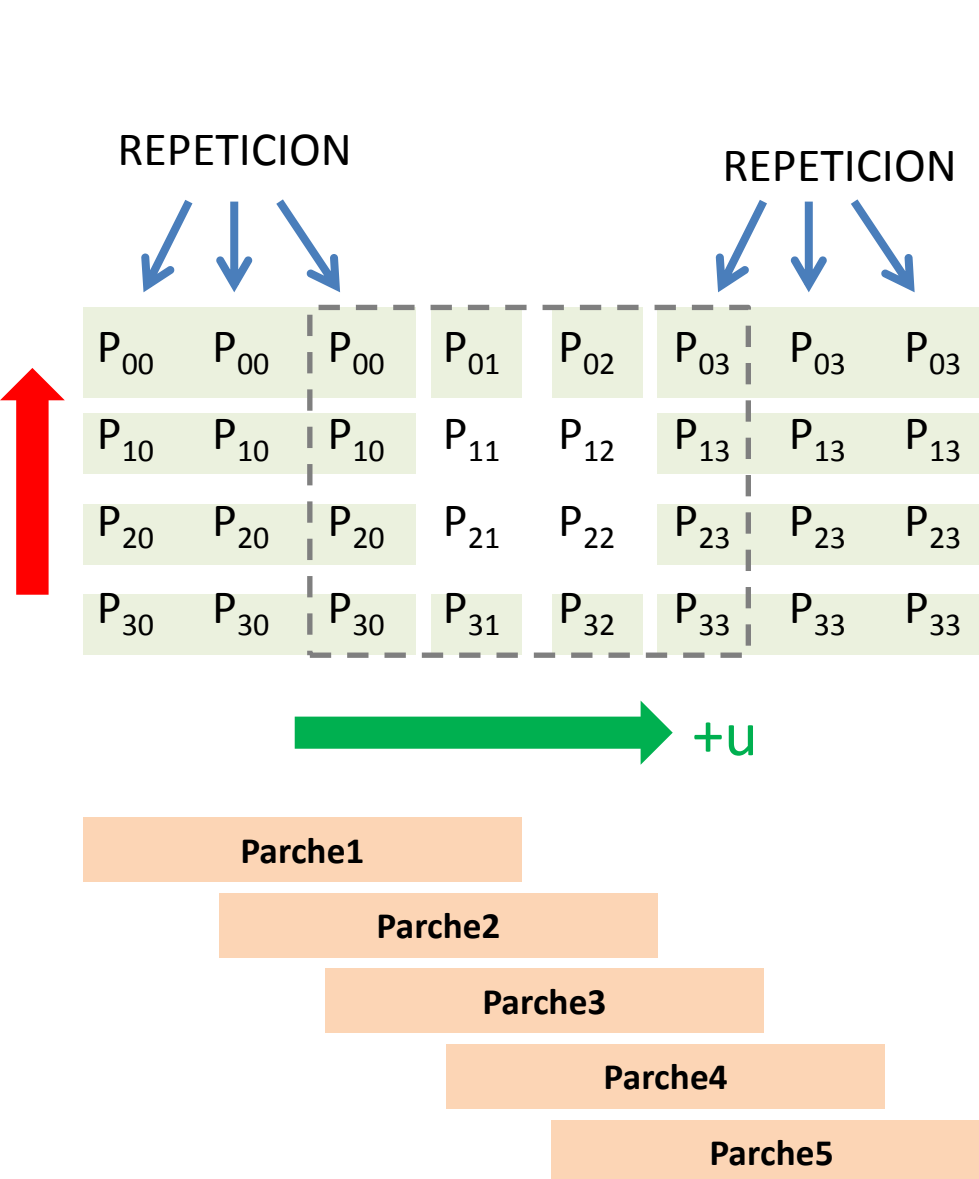 REPETICION
REPETICION
P00 P00 P00 P01 P02 P03 P03 P03
P10 P10 P10 P11 P12 P13 P13 P13
P20 P20 P20 P21 P22 P23 P23 P23
P30 P30 P30 P31 P32 P33 P33 P33
+u
Parche1
Parche2
Parche3
Parche4
Parche5